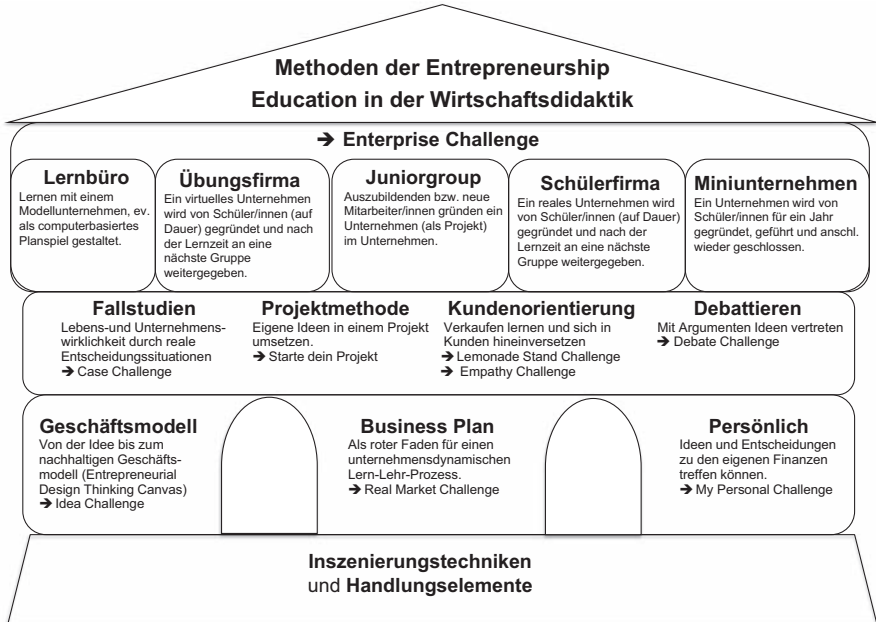 Methoden der Entrepreneurship
Education in der Wirtschaftsdidaktik
➔ Enterprise Challenge
Lernbüro
Lernen mit einem
Modellunternehmen, ev.
als computerbasiertes
Planspiel gestaltet.
Übungsfirma
Ein virtuelles Unternehmen
wird von Schüler/innen (auf
Dauer) gegründet und nach
der Lernzeit an eine
nächste Gruppe
weitergegeben.
Juniorgroup
Auszubildenden bzw. neue
Mitarbeiter/innen gründen ein
Unternehmen (als Projekt)
im Unternehmen.
Schülerfirma
Ein reales Unternehmen wird
von Schüler/innen (auf Dauer)
gegründet und nach der
Lernzeit an eine nächste
Gruppe weitergegeben.
Miniunternehmen
Ein Unternehmen wird von
Schüler/innen für ein Jahr
gegründet, geführt und anschl.
wieder geschlossen.
Fallstudien
Lebens-und Unternehmens-
wirklichkeit durch reale
Entscheidungssituationen
➔ Case Challenge
Projektmethode
Eigene Ideen in einem Projekt
umsetzen.
➔ Starte dein Projekt
Kundenorientierung
Verkaufen lernen und sich in
Kunden hineinversetzen
➔ Lemonade Stand Challenge
➔ Empathy Challenge
Debattieren
Mit Argumenten Ideen vertreten
➔ Debate Challenge
Geschäftsmodell
Von der Idee bis zum
nachhaltigen Geschäfts-
modell (Entrepreneurial
Design Thinking Canvas)
➔ Idea Challenge
Business Plan
Als roter Faden für einen
unternehmensdynamischen
Lern-Lehr-Prozess.
➔ Real Market Challenge
Persönlich
Ideen und Entscheidungen
zu den eigenen Finanzen
treffen können.
➔ My Personal Challenge
Inszenierungstechniken
und Handlungselemente